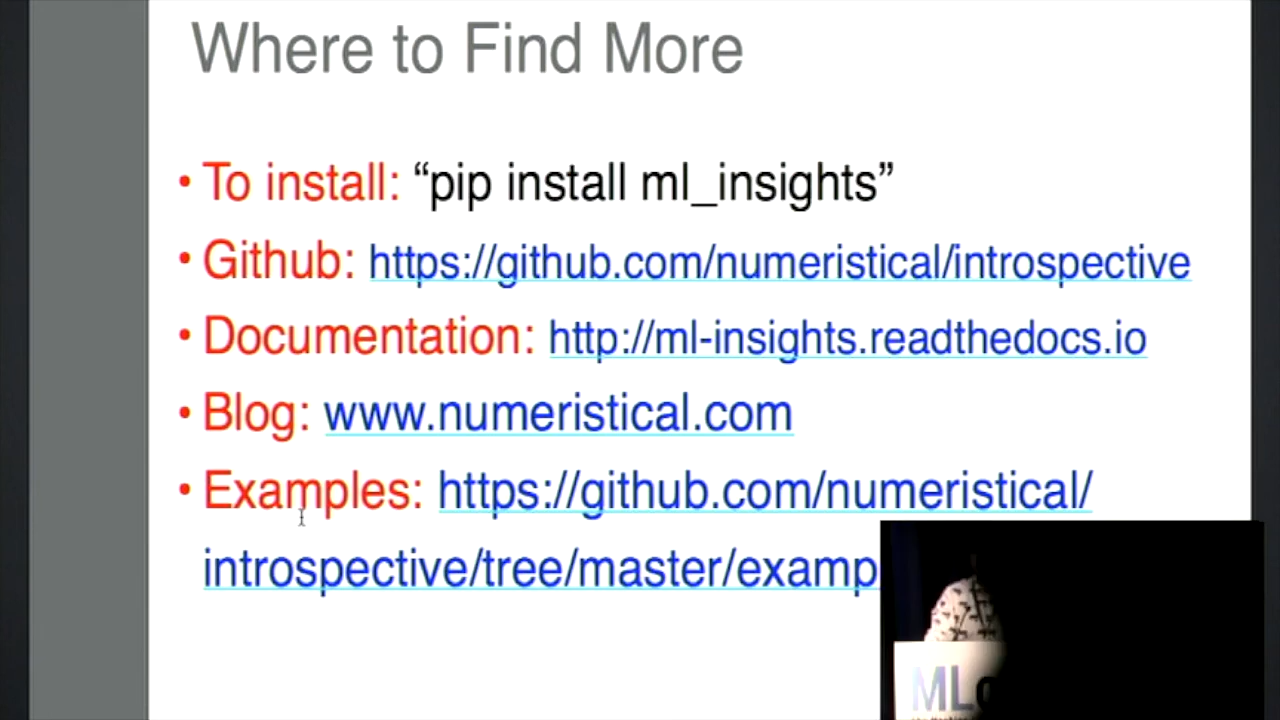 Where to Find More
• To install: “pip install ml_insights”
• Github: https://github.com/numeristical/introspective
• Documentation: http://ml-insights.readthedocs.io
• Blog: www.numeristical.com
• Examples: https://github.com/numeristical/
introspective/tree/master/examp
MLc